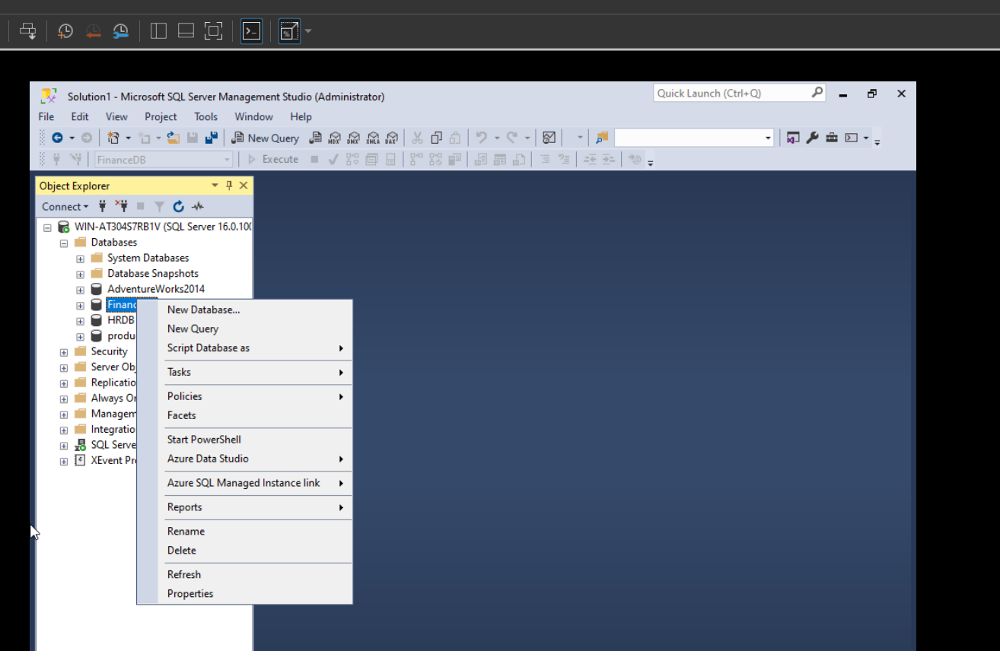 Solution1 - Microsoft SQL Server Management Studio (Administrator)
Quick Launch (Ctrl+Q)
File Edit View Project Tools Window Help
New Query MDX DMX XMLA DAX
FinanceDB Execute
Object Explorer
Connect
WIN-AT304S7RB1V (SQL Server 16.0.100
Databases
System Databases
Database Snapshots
AdventureWorks2014
Financ
HRDB
produ
Security
Server Ob
Replicatio
Always On
Managem
Integratio
SQL Serve
XEvent Pr
New Database...
New Query
Script Database as
Tasks
Policies
Facets
Start PowerShell
Azure Data Studio
Azure SQL Managed Instance link
Reports
Rename
Delete
Refresh
Properties